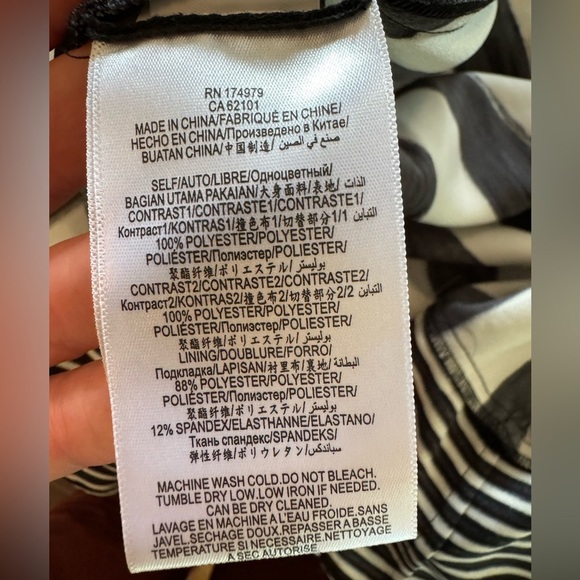 RN 174979
CA 62101
MADE IN CHINA/FABRIQUÉ EN CHINE/
HECHO EN CHINA/Произведено в Китае/
BUATAN CHINA/中国制造/ صنع في الصين
SELF/AUTO/LIBRE/Одноцветный/
BAGIAN UTAMA PAKAIAN/大身面料/表地/ الذات
CONTRAST1/CONTRASTE1/CONTRASTE1/
Контраст1/KONTRAS1/撞色布1/切替部分1/1 التباين
100% POLYESTER/POLYESTER/
POLIÉSTER/Полиэстер/POLIESTER/
聚酯纤维/ポリエステル/ بوليستر
CONTRAST2/CONTRASTE2/CONTRASTE2/
Контраст2/KONTRAS2/撞色布2/切替部分2/2 التباين
100% POLYESTER/POLYESTER/
POLIÉSTER/Полиэстер/POLIESTER/
聚酯纤维/ポリエステル/ بوليستر
LINING/DOUBLURE/FORRO/
Подкладка/LAPISAN/衬里布/裏地/ البطانة
88% POLYESTER/POLYESTER/
POLIÉSTER/Полиэстер/POLIESTER/
聚酯纤维/ポリエステル/ بوليستر
12% SPANDEX/ELASTHANNE/ELASTANO/
Ткань спандекс/SPANDEKS/
弹性纤维/ポリウレタン/ سباندكس
MACHINE WASH COLD.DO NOT BLEACH.
TUMBLE DRY LOW.LOW IRON IF NEEDED.
CAN BE DRY CLEANED.
LAVAGE EN MACHINE A L'EAU FROIDE.SANS
JAVEL.SECHAGE DOUX.REPASSER A BASSE
TEMPERATURE SI NECESSAIRE.NETTOYAGE
A SEC AUTORISE.